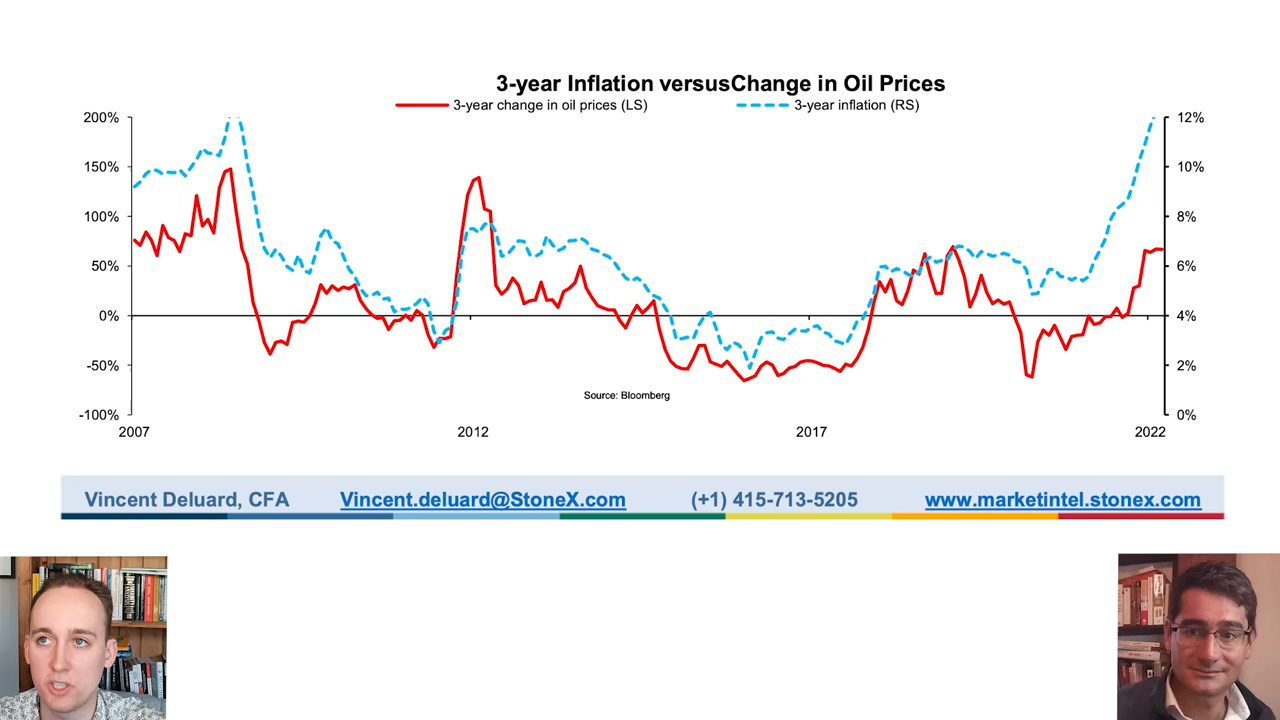 3-year Inflation versusChange in Oil Prices
3-year change in oil prices (LS) 3-year inflation (RS)
200% 12%
150% 10%
100% 8%
50% 6%
0% 4%
-50% 2%
-100% 0%
Source: Bloomberg
2007 2012 2017 2022
Vincent Deluard, CFA Vincent.deluard@StoneX.com (+1) 415-713-5205 www.marketintel.stonex.com